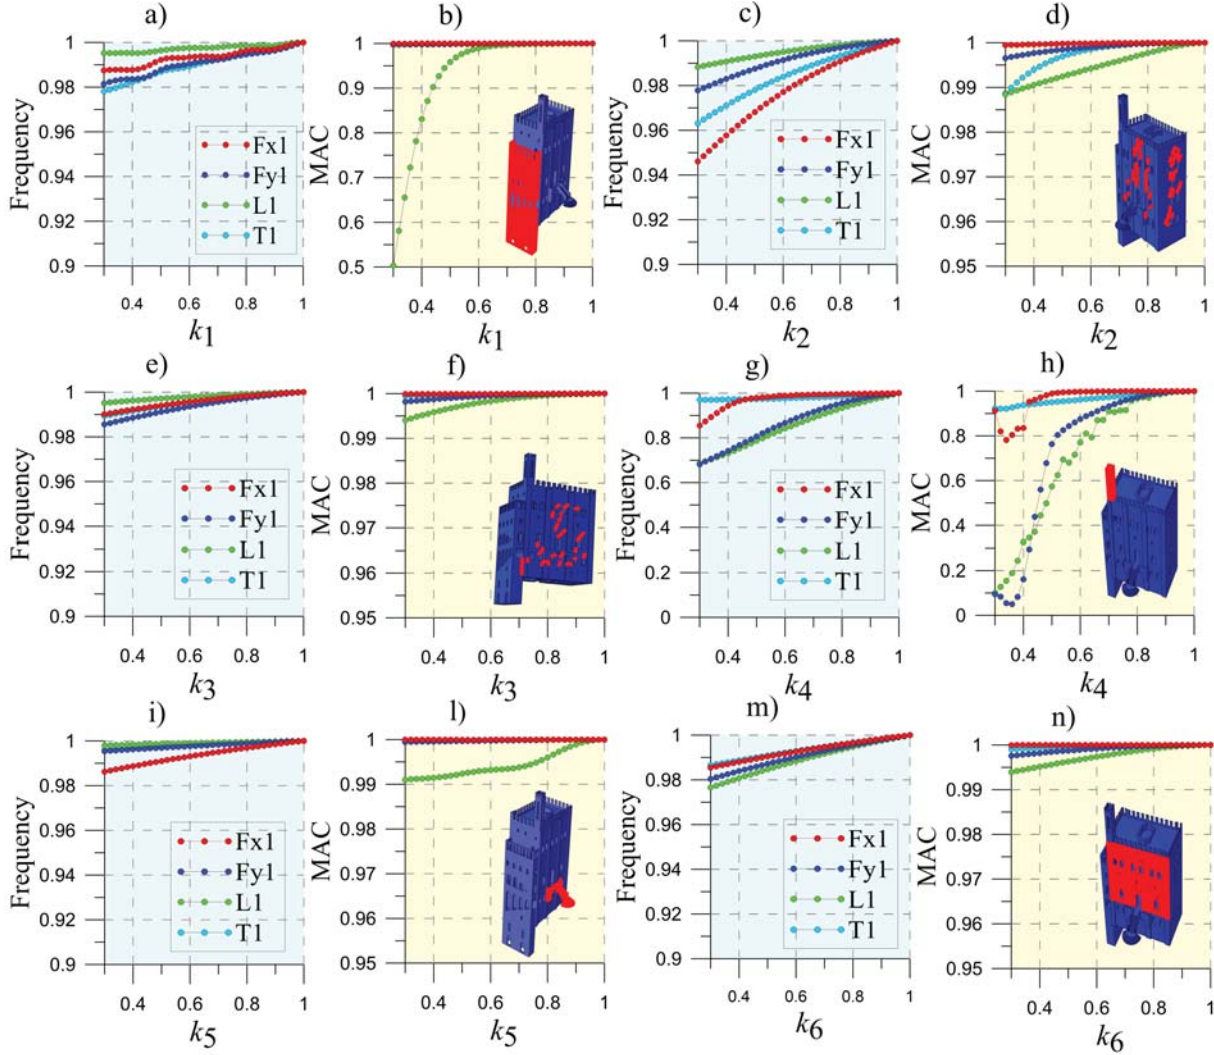 a) b) c) d)
Frequency 1 0.98 0.96 0.94 0.92 0.9
Fx1
Fy1
L1
T1
0.4 0.6 0.8 1
k1
MAC 1 0.9 0.8 0.7 0.6 0.5
0.4 0.6 0.8 1
k1
Frequency 1 0.98 0.96 0.94 0.92 0.9
Fx1
Fy1
L1
T1
0.4 0.6 0.8 1
k2
MAC 1 0.99 0.98 0.97 0.96 0.95
0.4 0.6 0.8 1
k2
e) f) g) h)
Frequency 1 0.98 0.96 0.94 0.92 0.9
Fx1
Fy1
L1
T1
0.4 0.6 0.8 1
k3
MAC 1 0.99 0.98 0.97 0.96 0.95
0.4 0.6 0.8 1
k3
Frequency 1 0.8 0.6 0.4 0.2 0
Fx1
Fy1
L1
T1
0.4 0.6 0.8 1
k4
MAC 1 0.8 0.6 0.4 0.2 0
0.4 0.6 0.8 1
k4
i) l) m) n)
Frequency 1 0.98 0.96 0.94 0.92 0.9
Fx1
Fy1
L1
T1
0.4 0.6 0.8 1
k5
MAC 1 0.99 0.98 0.97 0.96 0.95
0.4 0.6 0.8 1
k5
Frequency 1 0.98 0.96 0.94 0.92 0.9
Fx1
Fy1
L1
T1
0.4 0.6 0.8 1
k6
MAC 1 0.99 0.98 0.97 0.96 0.95
0.4 0.6 0.8 1
k6